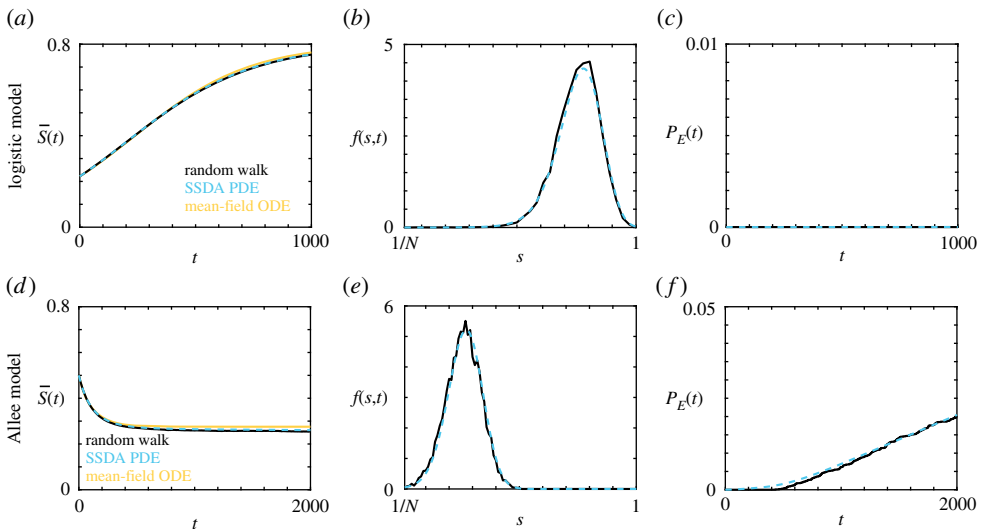 (a) (b) (c)
0.8 5 0.01
logistic model
S̄(t) f(s,t) P_E(t)
random walk
SSDA PDE
mean-field ODE
0 0 0
0 1000 1/N 1 0 1000
t s t
(d) (e) (f)
0.8 6 0.05
Allee model
S̄(t) f(s,t) P_E(t)
random walk
SSDA PDE
mean-field ODE
0 0 0
0 2000 1/N 1 0 2000
t s t